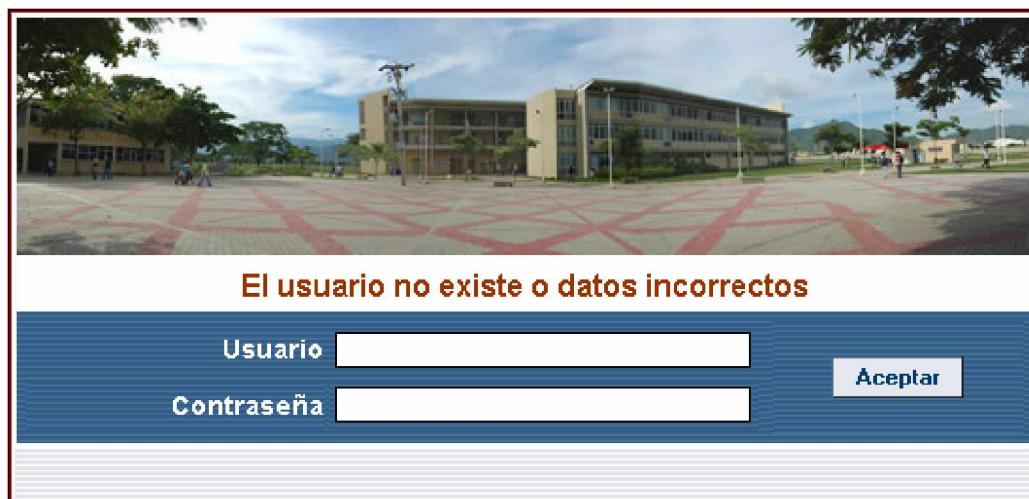 El usuario no existe o datos incorrectos
Usuario
Contraseña
Aceptar